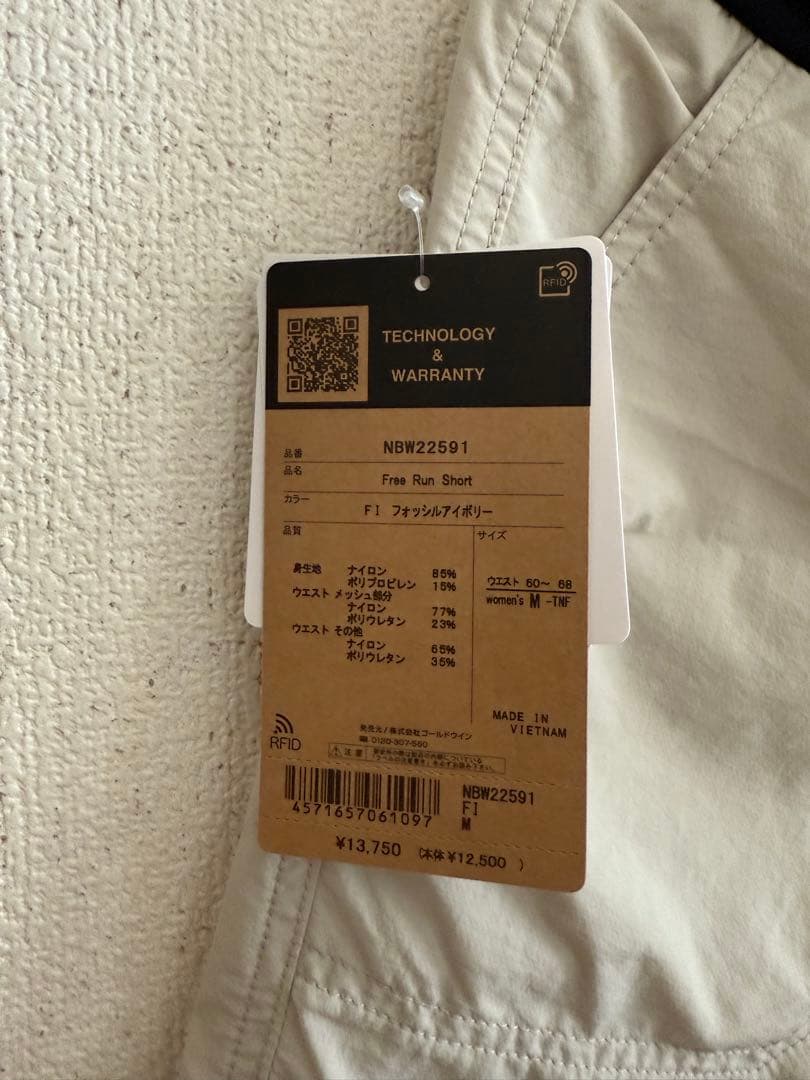 RFID
TECHNOLOGY
&
WARRANTY
品番 NBW22591
品名 Free Run Short
カラー FI フォッシルアイボリー
品質 サイズ
身生地 ナイロン 85%
ポリプロピレン 15%
ウエスト メッシュ部分
ナイロン 77%
ポリウレタン 23%
ウエスト その他
ナイロン 65%
ポリウレタン 35%
ウエスト 60～ 68
women's M -TNF
MADE IN
VIETNAM
RFID
発売元/株式会社ゴールドウイン
☎0120-307-560
注意
NBW22591
FI
M
4571657061097
¥13,750 (本体¥12,500 )